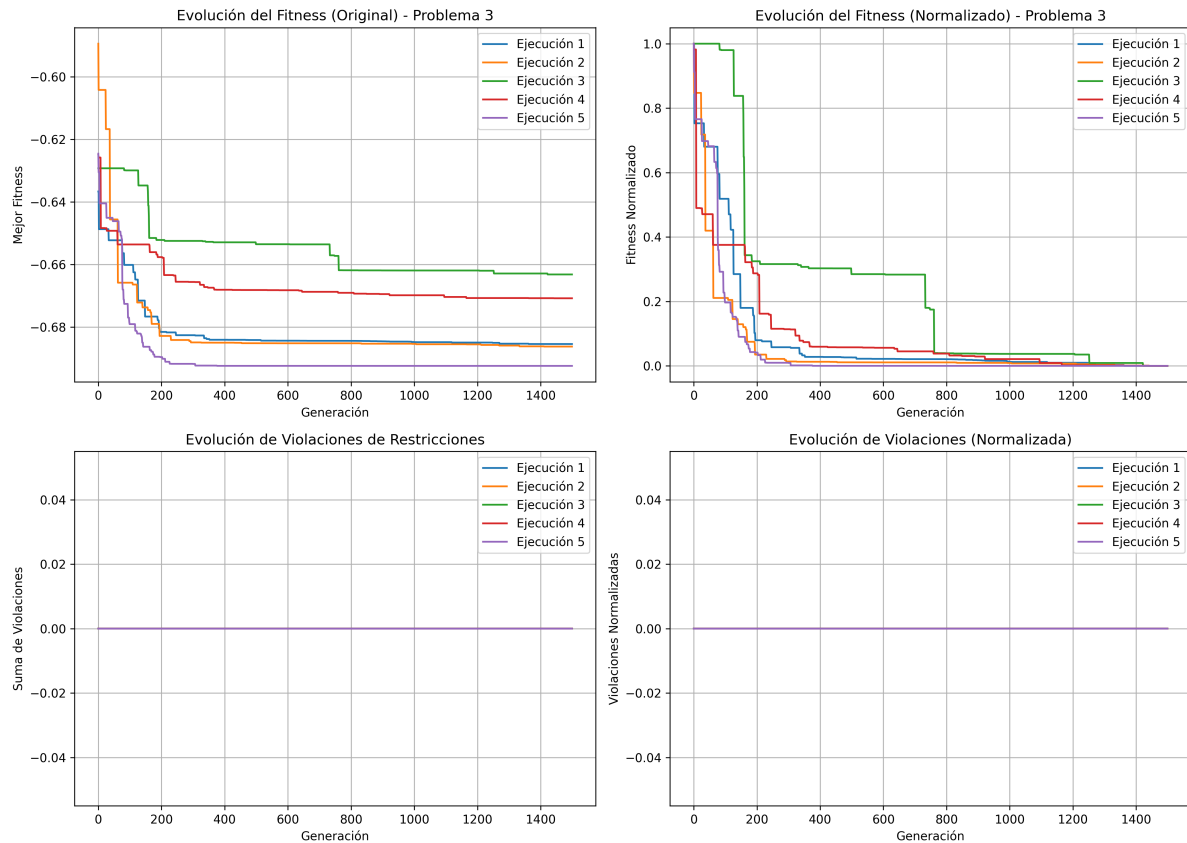 Evolución del Fitness (Original) - Problema 3
Mejor Fitness
−0.60
−0.62
−0.64
−0.66
−0.68
0 200 400 600 800 1000 1200 1400
Generación
Ejecución 1
Ejecución 2
Ejecución 3
Ejecución 4
Ejecución 5
Evolución del Fitness (Normalizado) - Problema 3
Fitness Normalizado
1.0
0.8
0.6
0.4
0.2
0.0
0 200 400 600 800 1000 1200 1400
Generación
Ejecución 1
Ejecución 2
Ejecución 3
Ejecución 4
Ejecución 5
Evolución de Violaciones de Restricciones
Suma de Violaciones
0.04
0.02
0.00
−0.02
−0.04
0 200 400 600 800 1000 1200 1400
Generación
Ejecución 1
Ejecución 2
Ejecución 3
Ejecución 4
Ejecución 5
Evolución de Violaciones (Normalizada)
Violaciones Normalizadas
0.04
0.02
0.00
−0.02
−0.04
0 200 400 600 800 1000 1200 1400
Generación
Ejecución 1
Ejecución 2
Ejecución 3
Ejecución 4
Ejecución 5